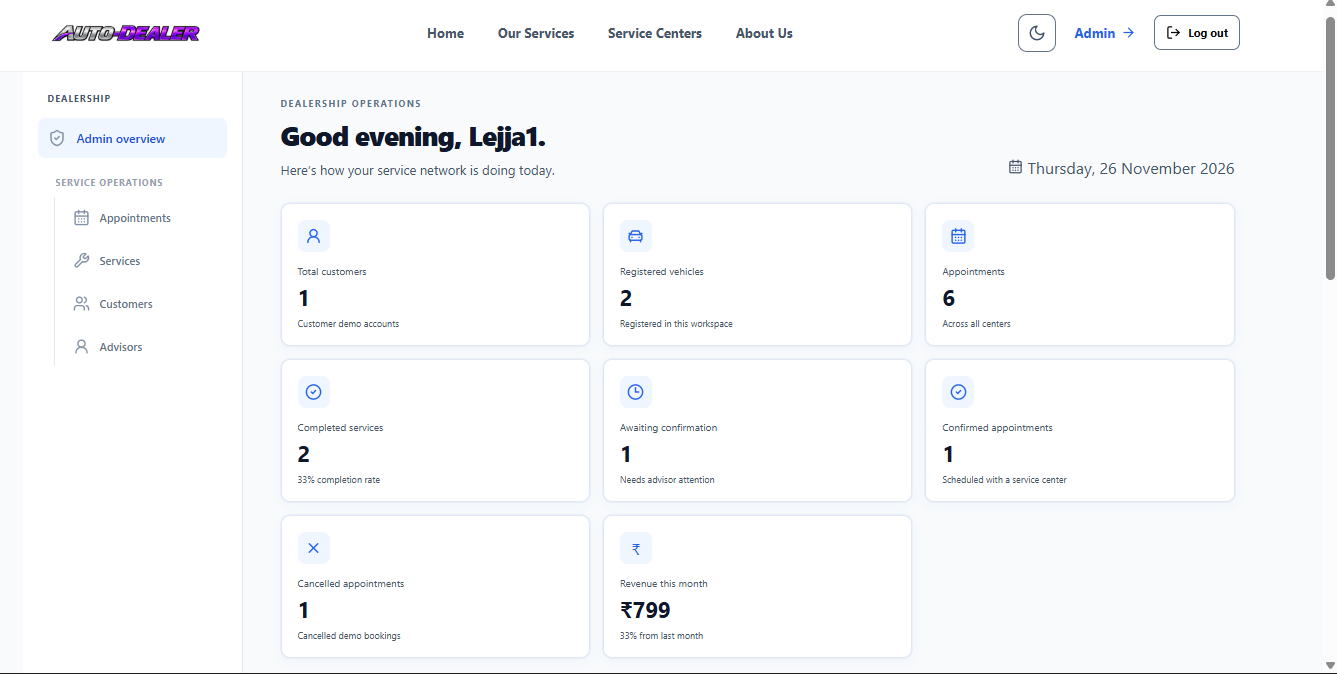 AUTO-DEALER
Home
Our Services
Service Centers
About Us
Admin →
Log out
DEALERSHIP
Admin overview
SERVICE OPERATIONS
Appointments
Services
Customers
Advisors
DEALERSHIP OPERATIONS
Good evening, Lejja1.
Here's how your service network is doing today.
Thursday, 26 November 2026
Total customers
1
Customer demo accounts
Registered vehicles
2
Registered in this workspace
Appointments
6
Across all centers
Completed services
2
33% completion rate
Awaiting confirmation
1
Needs advisor attention
Confirmed appointments
1
Scheduled with a service center
Cancelled appointments
1
Cancelled demo bookings
₹
Revenue this month
₹799
33% from last month